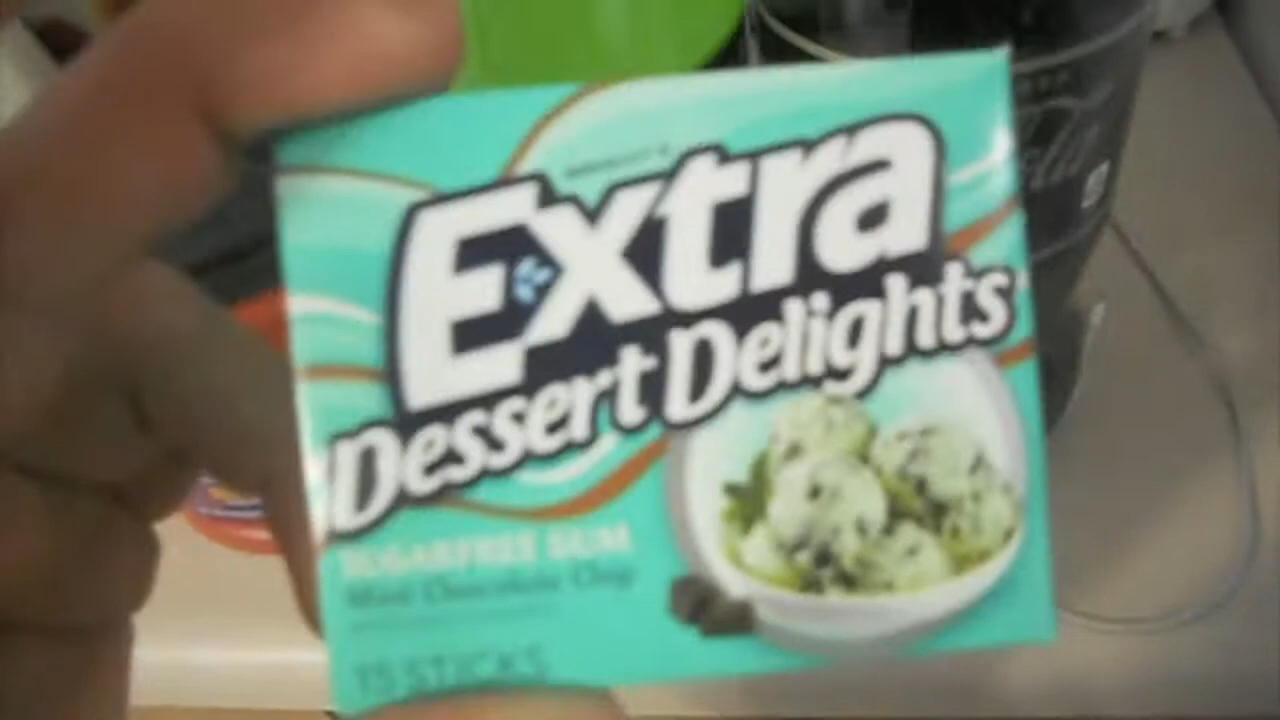 Extra
Dessert Delights
SUGARFREE GUM
Mint Chocolate Chip
15 STICKS